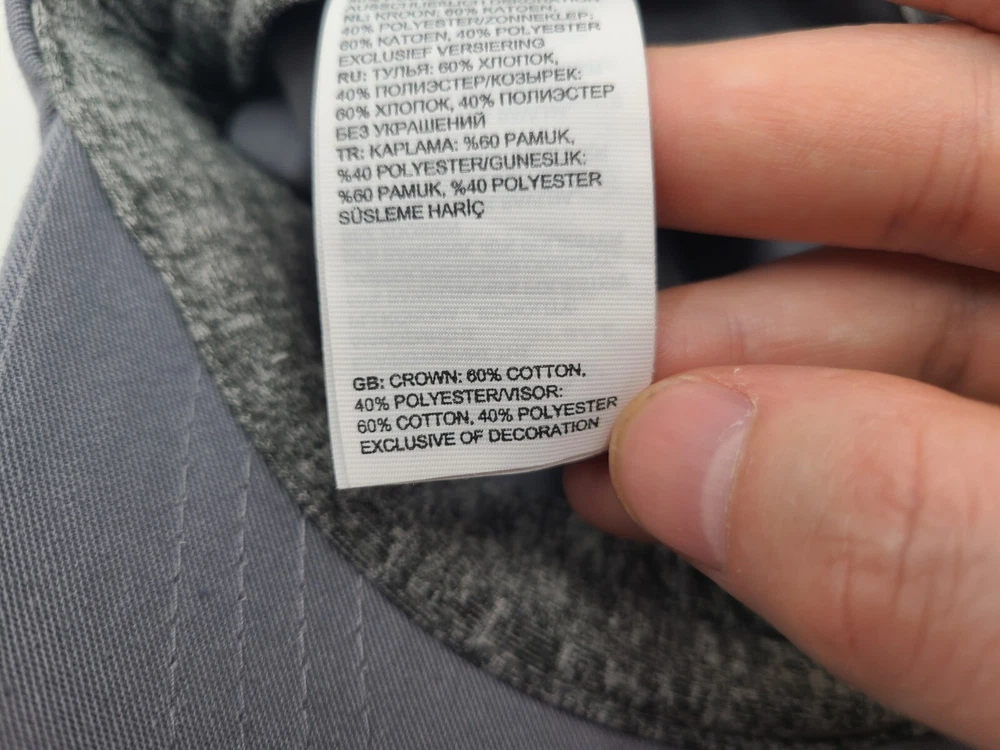 NL: KROON: 60% KATOEN,
40% POLYESTER/ZONNEKLEP,
60% KATOEN, 40% POLYESTER
EXCLUSIEF VERSIERING
RU: ТУЛЬЯ: 60% ХЛОПОК,
40% ПОЛИЭСТЕР/КОЗЫРЕК:
60% ХЛОПОК, 40% ПОЛИЭСТЕР
БЕЗ УКРАШЕНИЙ
TR: KAPLAMA: %60 PAMUK,
%40 POLYESTER/GUNESLIK:
%60 PAMUK, %40 POLYESTER
SÜSLEME HARİÇ
GB: CROWN: 60% COTTON,
40% POLYESTER/VISOR:
60% COTTON, 40% POLYESTER
EXCLUSIVE OF DECORATION